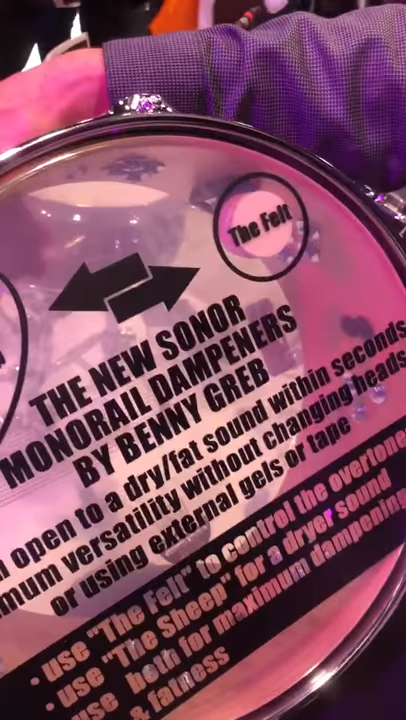 The Felt
THE NEW SONOR
MONORAIL DAMPENERS
BY BENNY GREB
open to a dry/fat sound within seconds
versatility without changing heads
or using external gels or tape
• use "The Felt" to control the overtone
• use "The Sheep" for a dryer sound
use both for maximum dampening
& fatness